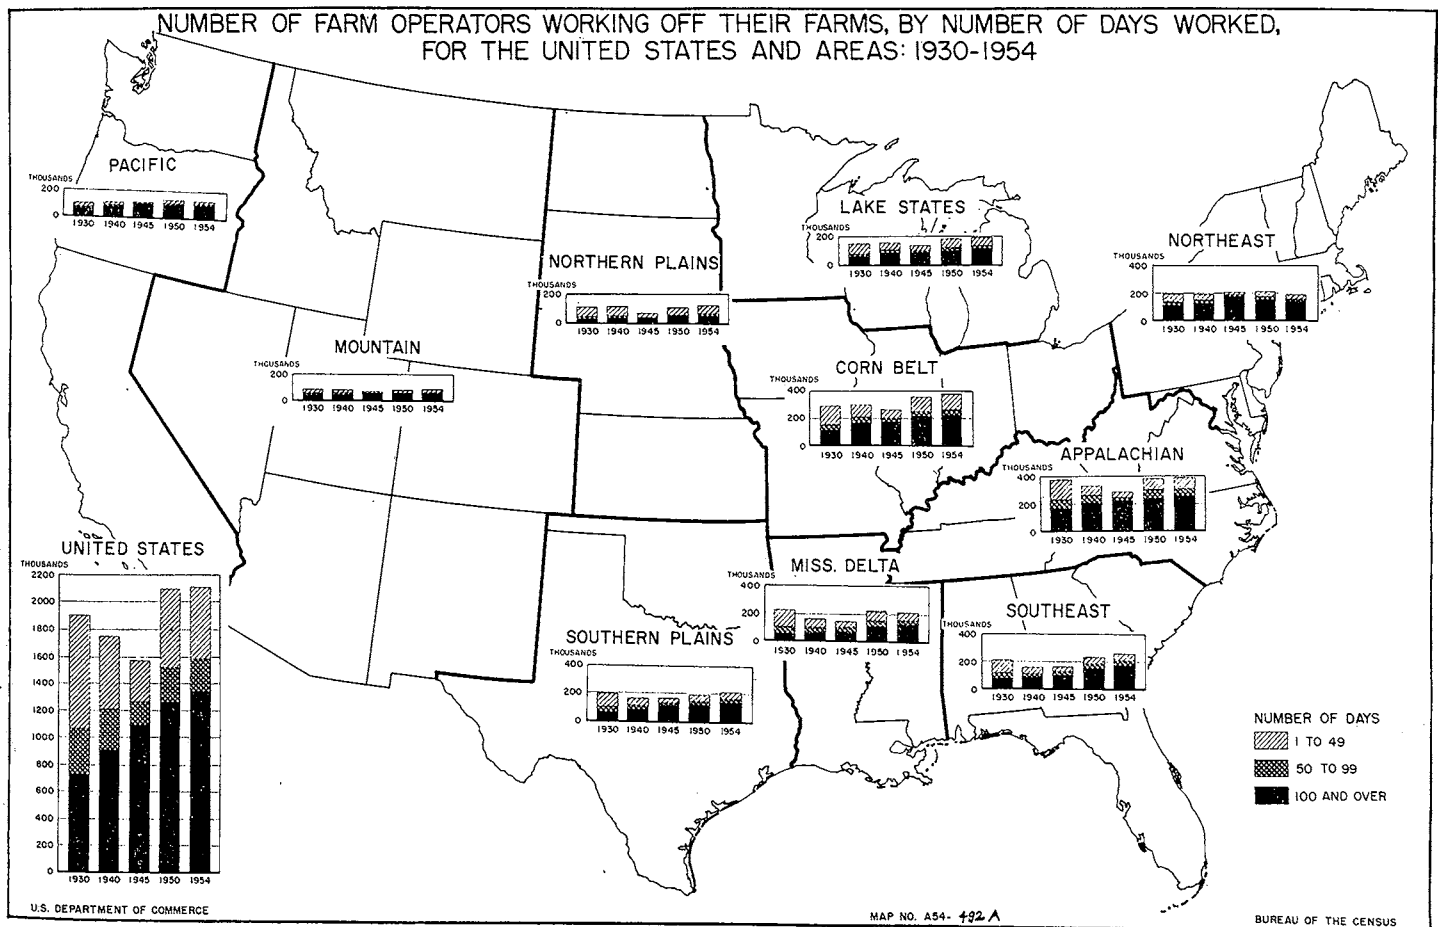 NUMBER OF FARM OPERATORS WORKING OFF THEIR FARMS, BY NUMBER OF DAYS WORKED,
FOR THE UNITED STATES AND AREAS: 1930-1954
PACIFIC
THOUSANDS
200
0
1930 1940 1945 1950 1954
LAKE STATES
THOUSANDS
200
0
1930 1940 1945 1950 1954
NORTHEAST
THOUSANDS
400
200
0
1930 1940 1945 1950 1954
NORTHERN PLAINS
THOUSANDS
200
0
1930 1940 1945 1950 1954
MOUNTAIN
THOUSANDS
200
0
1930 1940 1945 1950 1954
CORN BELT
THOUSANDS
400
200
0
1930 1940 1945 1950 1954
APPALACHIAN
THOUSANDS
400
200
0
1930 1940 1945 1950 1954
UNITED STATES
THOUSANDS
2200
2000
1800
1600
1400
1200
1000
800
600
400
200
0
1930 1940 1945 1950 1954
MISS. DELTA
THOUSANDS
400
200
0
1930 1940 1945 1950 1954
SOUTHERN PLAINS
THOUSANDS
400
200
0
1930 1940 1945 1950 1954
SOUTHEAST
THOUSANDS
400
200
0
1930 1940 1945 1950 1954
NUMBER OF DAYS
1 TO 49
50 TO 99
100 AND OVER
U.S. DEPARTMENT OF COMMERCE
MAP NO. A54-492A
BUREAU OF THE CENSUS